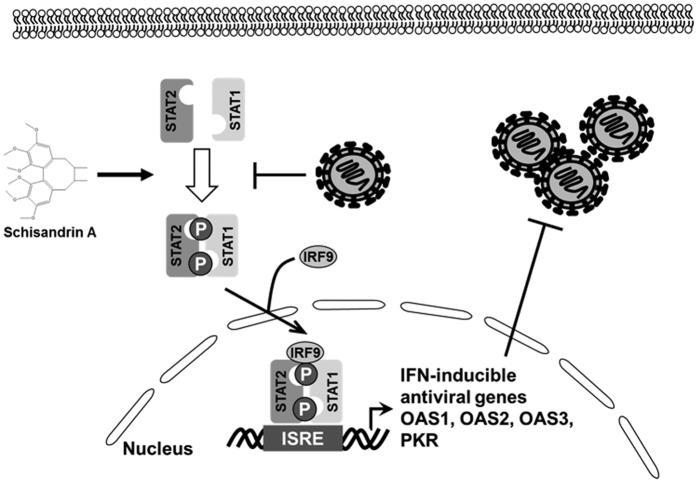 STAT2
STAT1
Schisandrin A
STAT2
P
P
STAT1
IRF9
IRF9
STAT2
P
P
STAT1
ISRE
IFN-inducible
antiviral genes
OAS1, OAS2, OAS3,
PKR
Nucleus